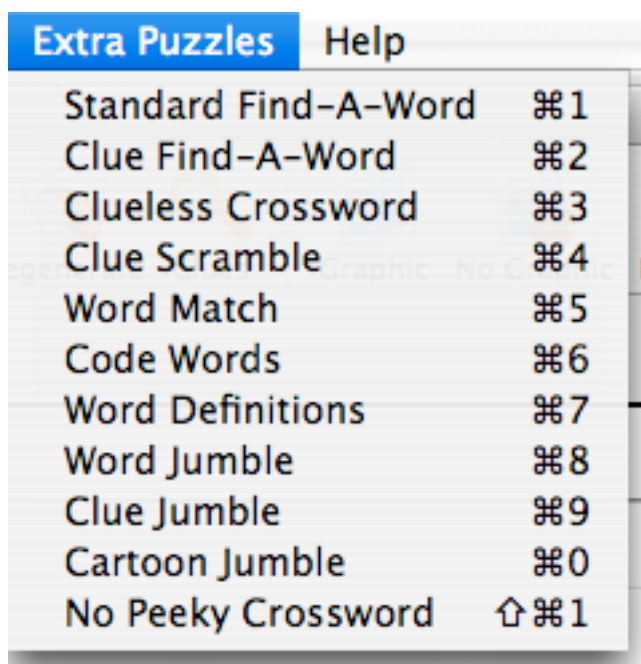 Extra Puzzles Help
Standard Find-A-Word ⌘1
Clue Find-A-Word ⌘2
Clueless Crossword ⌘3
Clue Scramble ⌘4
Word Match ⌘5
Code Words ⌘6
Word Definitions ⌘7
Word Jumble ⌘8
Clue Jumble ⌘9
Cartoon Jumble ⌘0
No Peeky Crossword ⇧⌘1